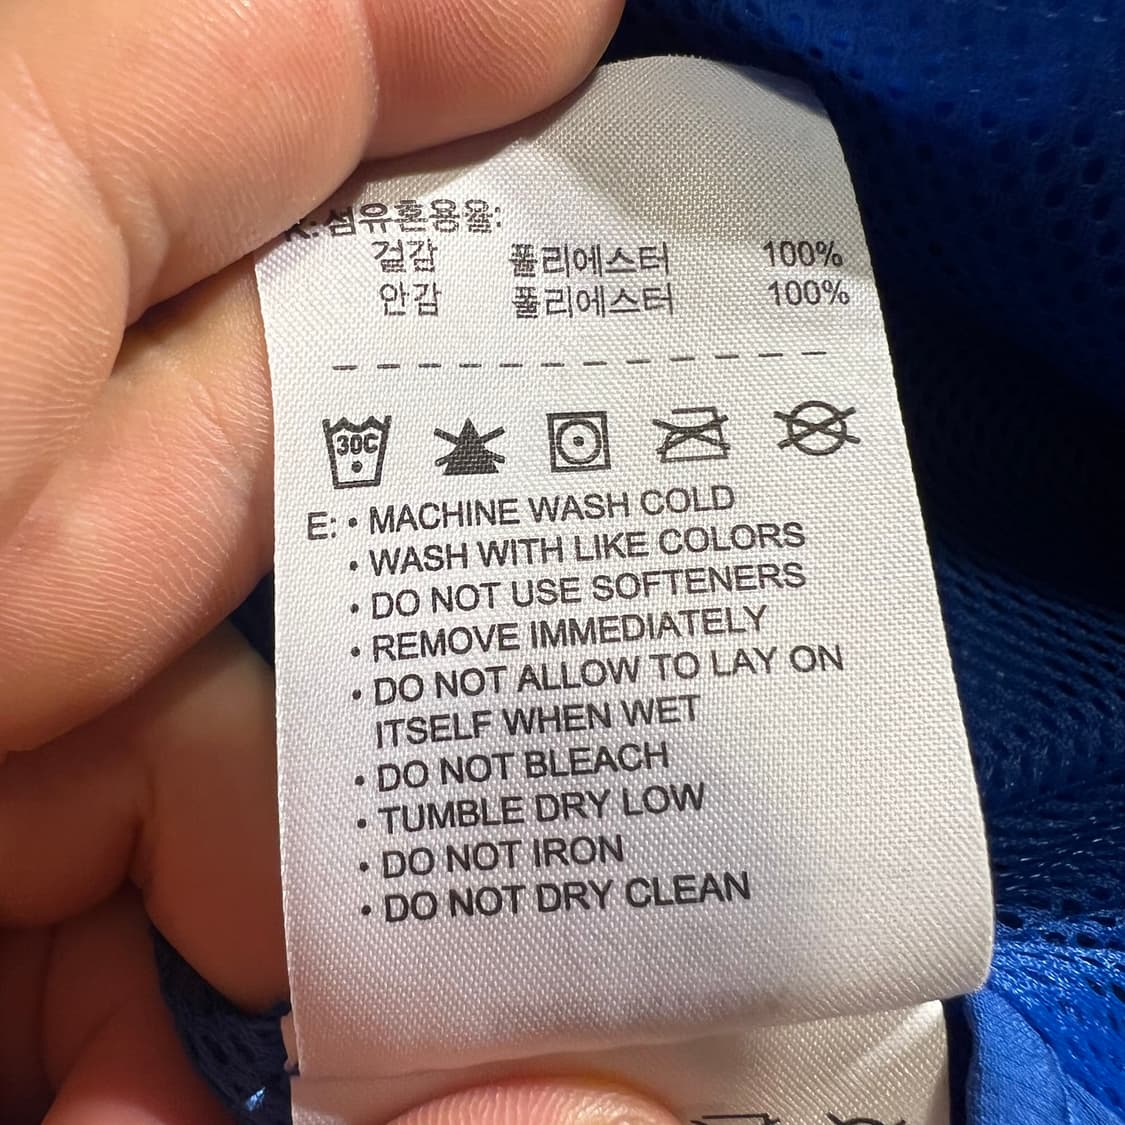 K: 섬유혼용율:
겉감 폴리에스터 100%
안감 폴리에스터 100%
30C
E: • MACHINE WASH COLD
• WASH WITH LIKE COLORS
• DO NOT USE SOFTENERS
• REMOVE IMMEDIATELY
• DO NOT ALLOW TO LAY ON
ITSELF WHEN WET
• DO NOT BLEACH
• TUMBLE DRY LOW
• DO NOT IRON
• DO NOT DRY CLEAN